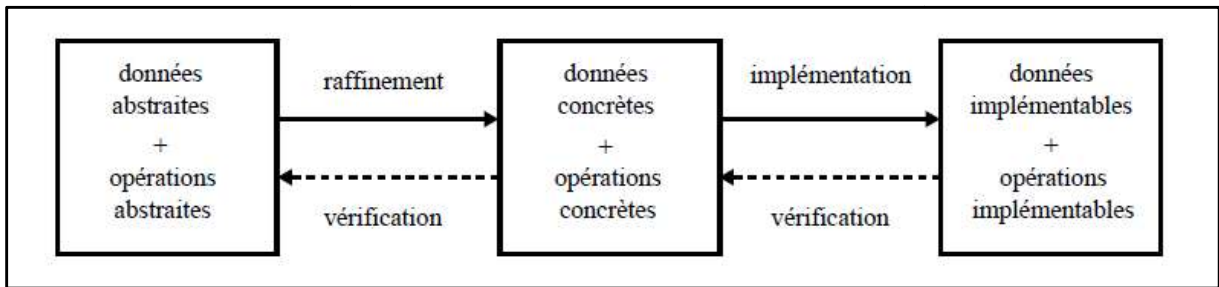 données
abstraites
+
opérations
abstraites
raffinement
vérification
données
concrètes
+
opérations
concrètes
implémentation
vérification
données
implémentables
+
opérations
implémentables